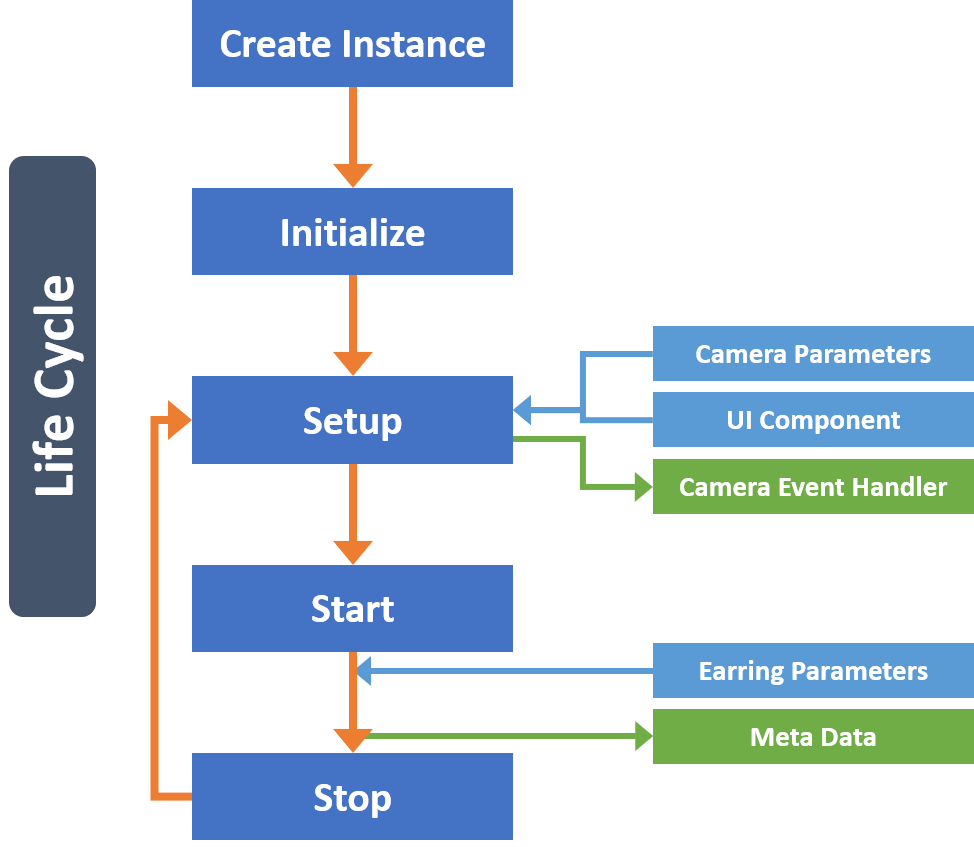 Create Instance
Life Cycle
Initialize
Setup
Camera Parameters
UI Component
Camera Event Handler
Start
Earring Parameters
Meta Data
Stop